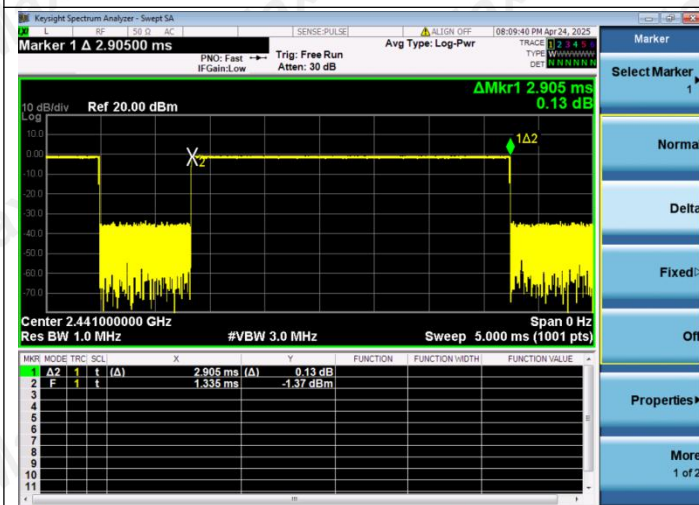 Keysight Spectrum Analyzer - Swept SA
L RF 50 Ω AC SENSE:PULSE ALIGN OFF 08:09:40 PM Apr 24, 2025
Marker 1 Δ 2.90500 ms
PNO: Fast
IFGain:Low
Trig: Free Run
Atten: 30 dB
Avg Type: Log-Pwr
TRACE 1 2 3 4 5 6
TYPE W
DET N N N N N N
ΔMkr1 2.905 ms
0.13 dB
10 dB/div Ref 20.00 dBm
Log
10.0
0.00
-10.0
-20.0
-30.0
-40.0
-50.0
-60.0
-70.0
2
1Δ2
Center 2.441000000 GHz Span 0 Hz
Res BW 1.0 MHz #VBW 3.0 MHz Sweep 5.000 ms (1001 pts)
MKR MODE TRC SCL X Y FUNCTION FUNCTION WIDTH FUNCTION VALUE
1 Δ2 1 t (Δ) 2.905 ms (Δ) 0.13 dB
2 F 1 t 1.335 ms -1.37 dBm
3
4
5
6
7
8
9
10
11
Marker
Select Marker
1
Norma
Delta
Fixed
Off
Properties
More
1 of 2